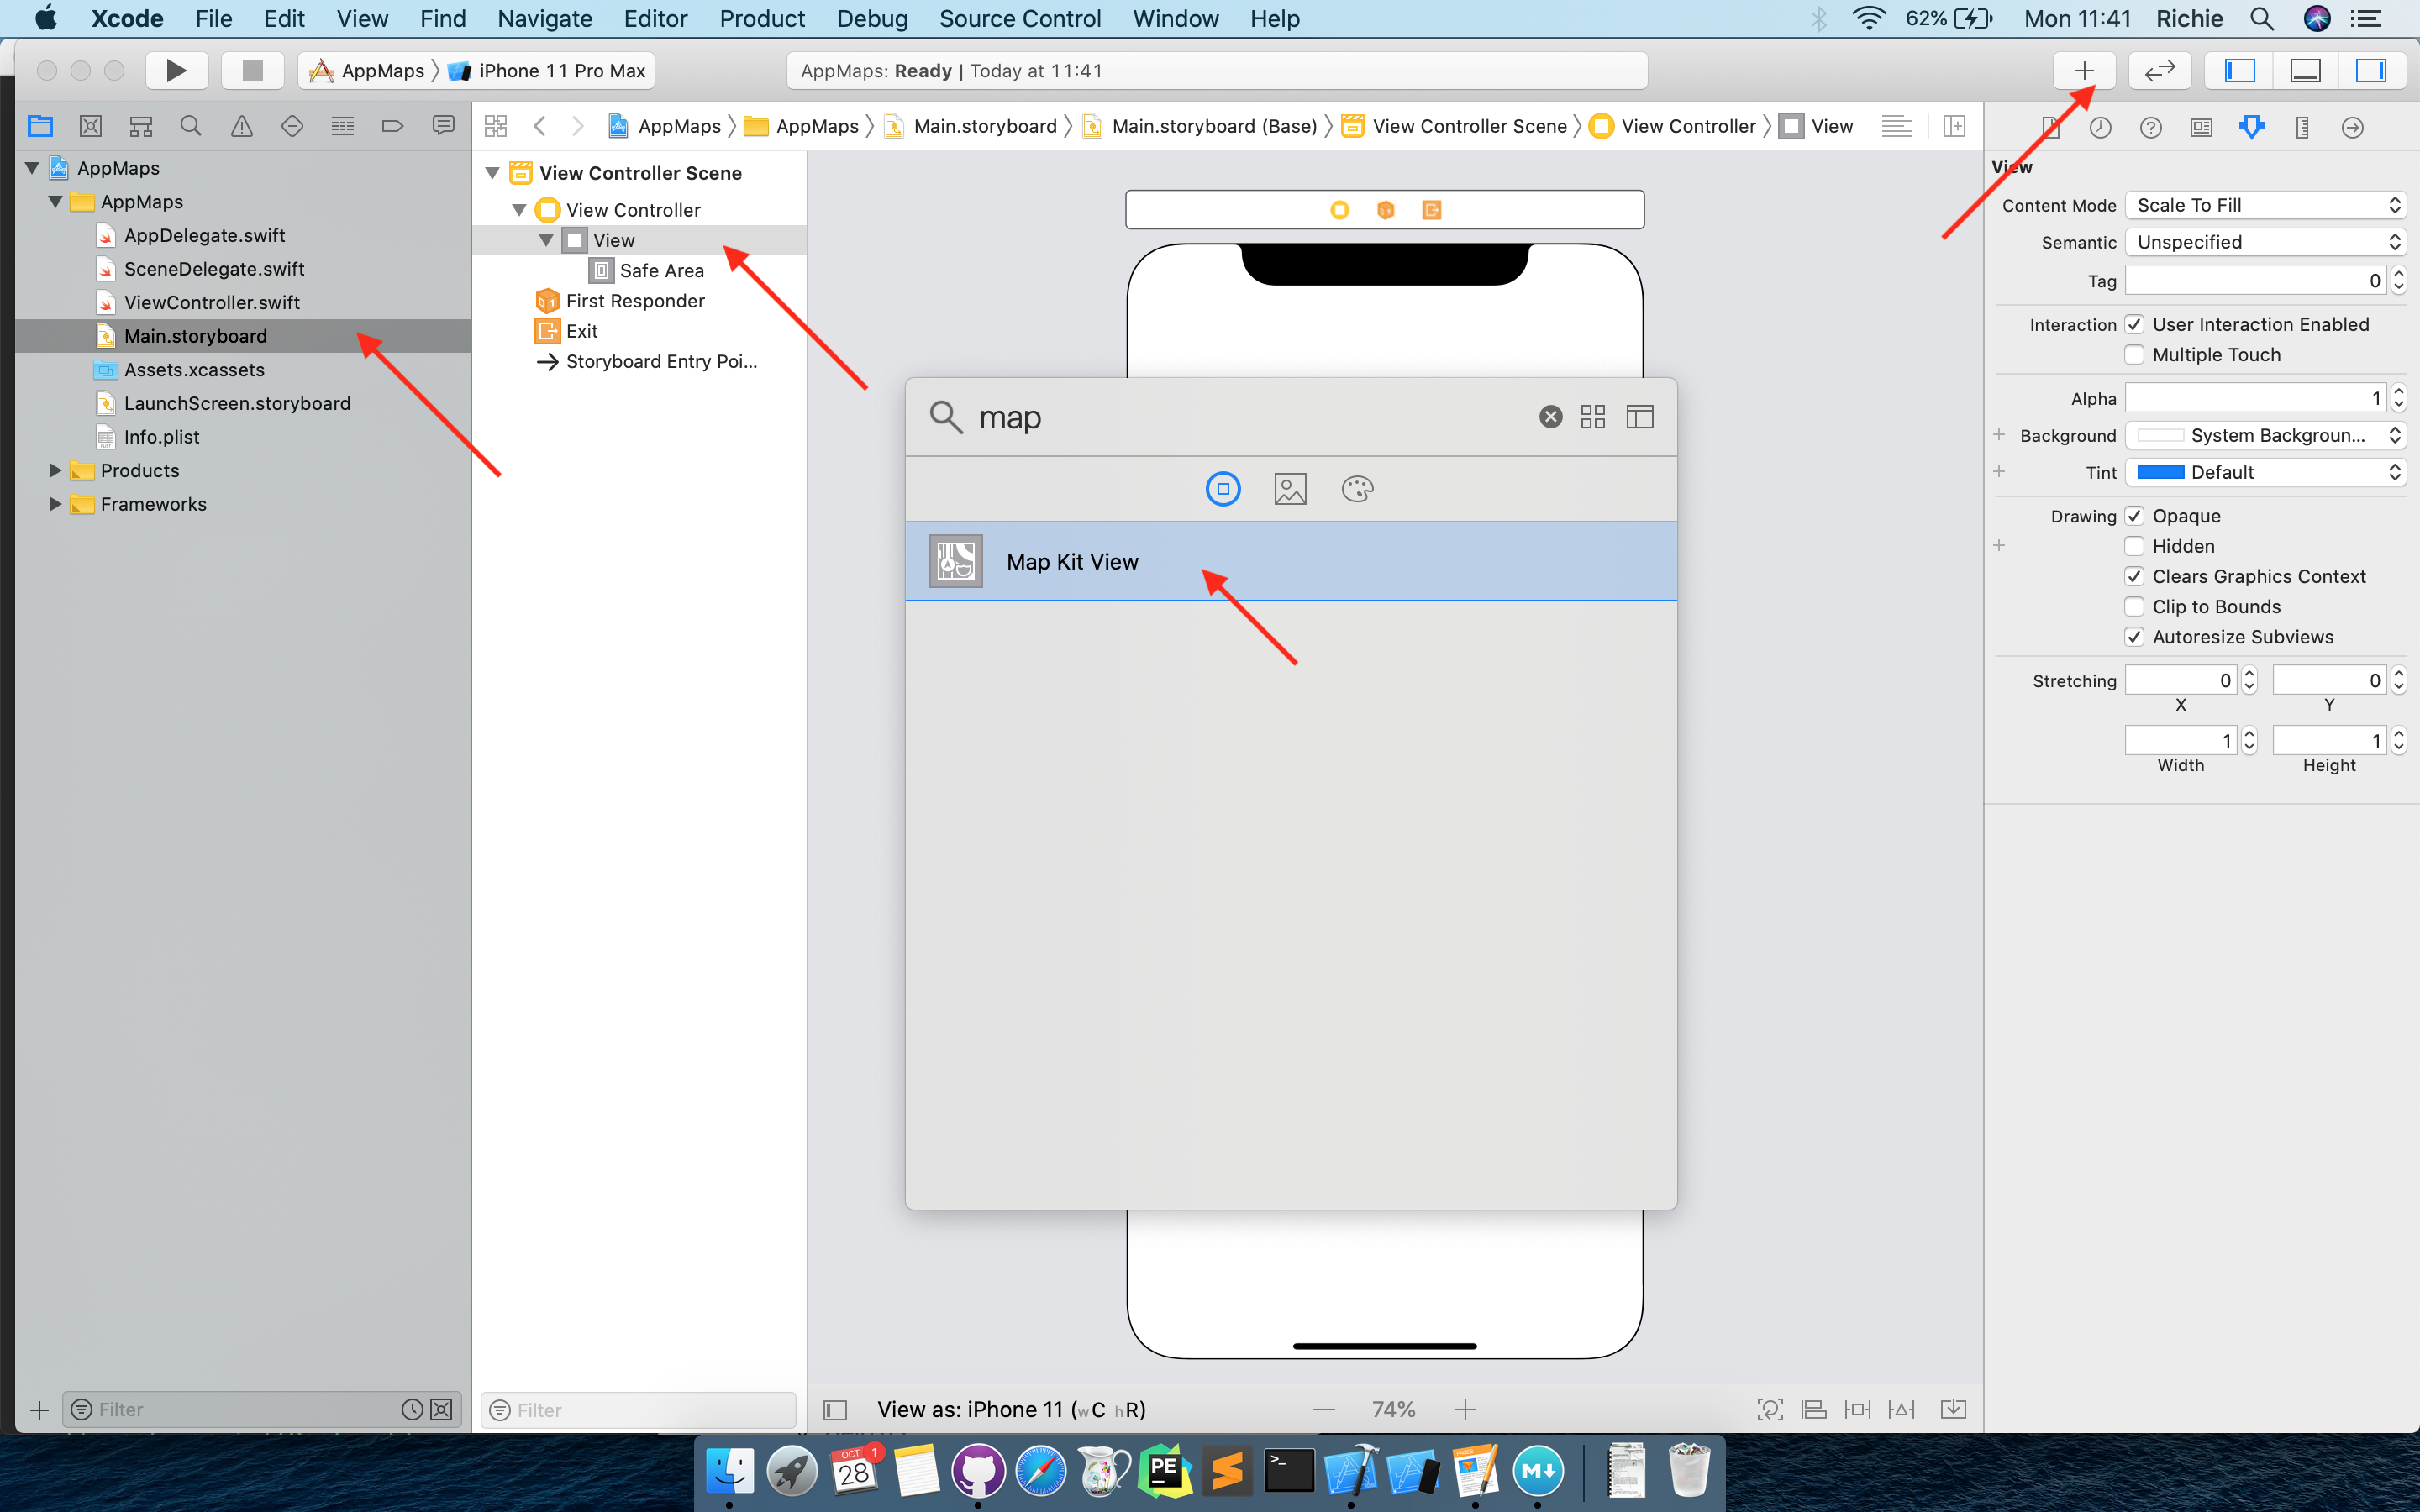 Xcode File Edit View Find Navigate Editor Product Debug Source Control Window Help 62% Mon 11:41 Richie
AppMaps iPhone 11 Pro Max
AppMaps: Ready | Today at 11:41
AppMaps AppMaps Main.storyboard Main.storyboard (Base) View Controller Scene View Controller View
AppMaps
AppMaps
AppDelegate.swift
SceneDelegate.swift
ViewController.swift
Main.storyboard
Assets.xcassets
LaunchScreen.storyboard
Info.plist
Products
Frameworks
Filter
View Controller Scene
View Controller
View
Safe Area
First Responder
Exit
Storyboard Entry Poi...
Filter
map
Map Kit View
View as: iPhone 11 (wC hR)
74%
View
Content Mode Scale To Fill
Semantic Unspecified
Tag 0
Interaction User Interaction Enabled
Multiple Touch
Alpha 1
Background System Backgroun...
Tint Default
Drawing Opaque
Hidden
Clears Graphics Context
Clip to Bounds
Autoresize Subviews
Stretching 0 0
X Y
1 1
Width Height
OCT 1
28
PE
>_
PAGES
M